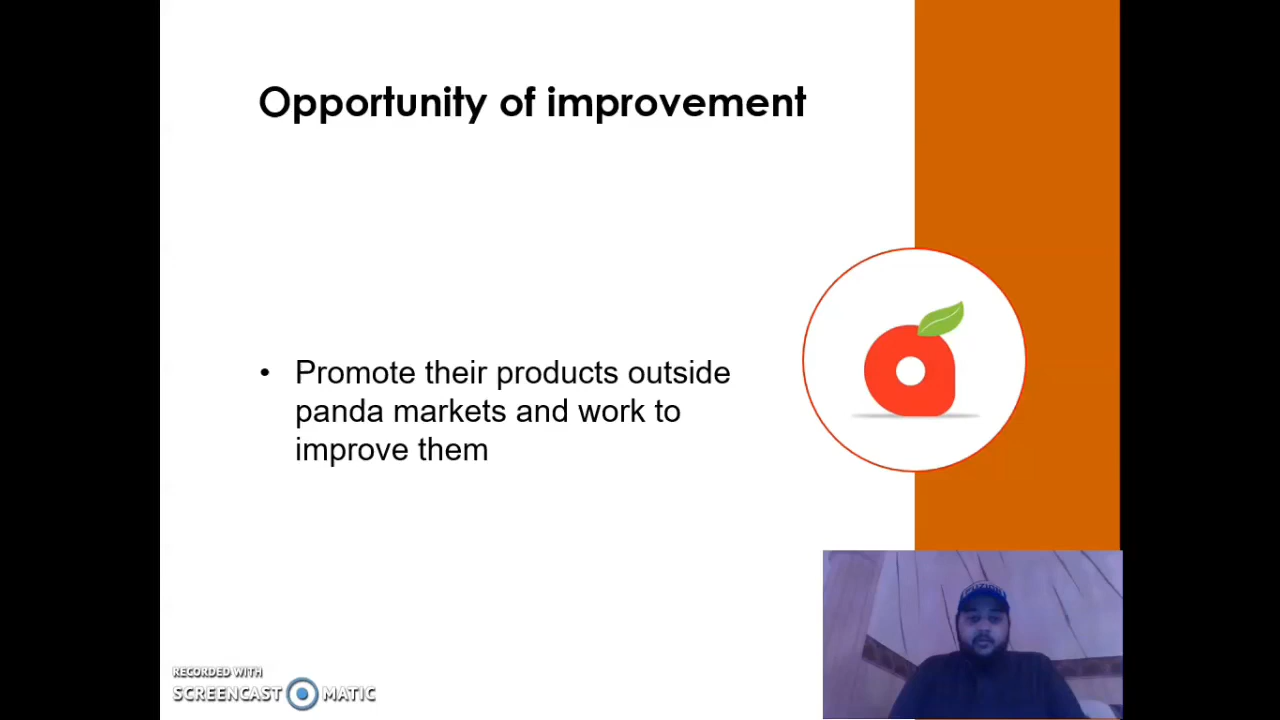 Opportunity of improvement
• Promote their products outside
panda markets and work to
improve them
RECORDED WITH
SCREENCAST MATIC